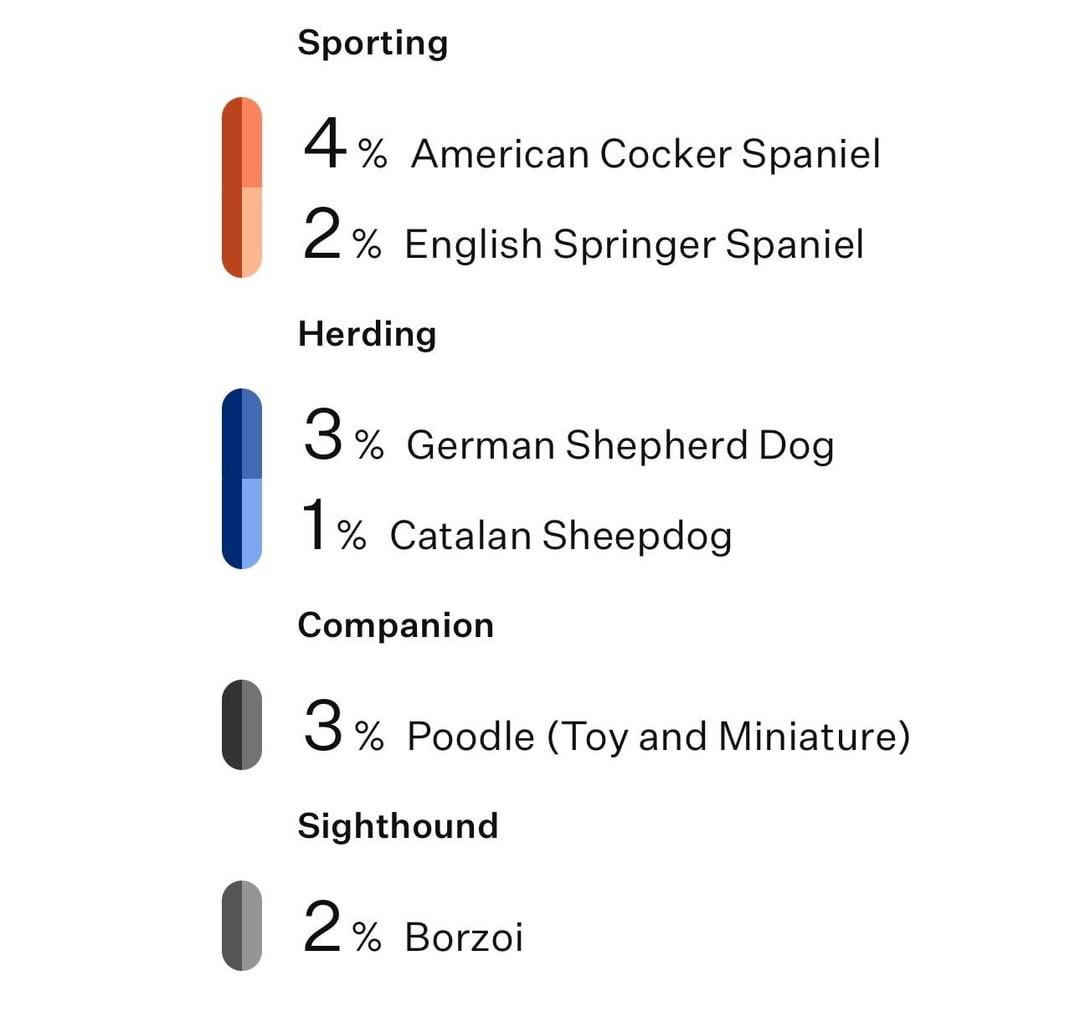 Sporting
4% American Cocker Spaniel
2% English Springer Spaniel
Herding
3% German Shepherd Dog
1% Catalan Sheepdog
Companion
3% Poodle (Toy and Miniature)
Sighthound
2% Borzoi